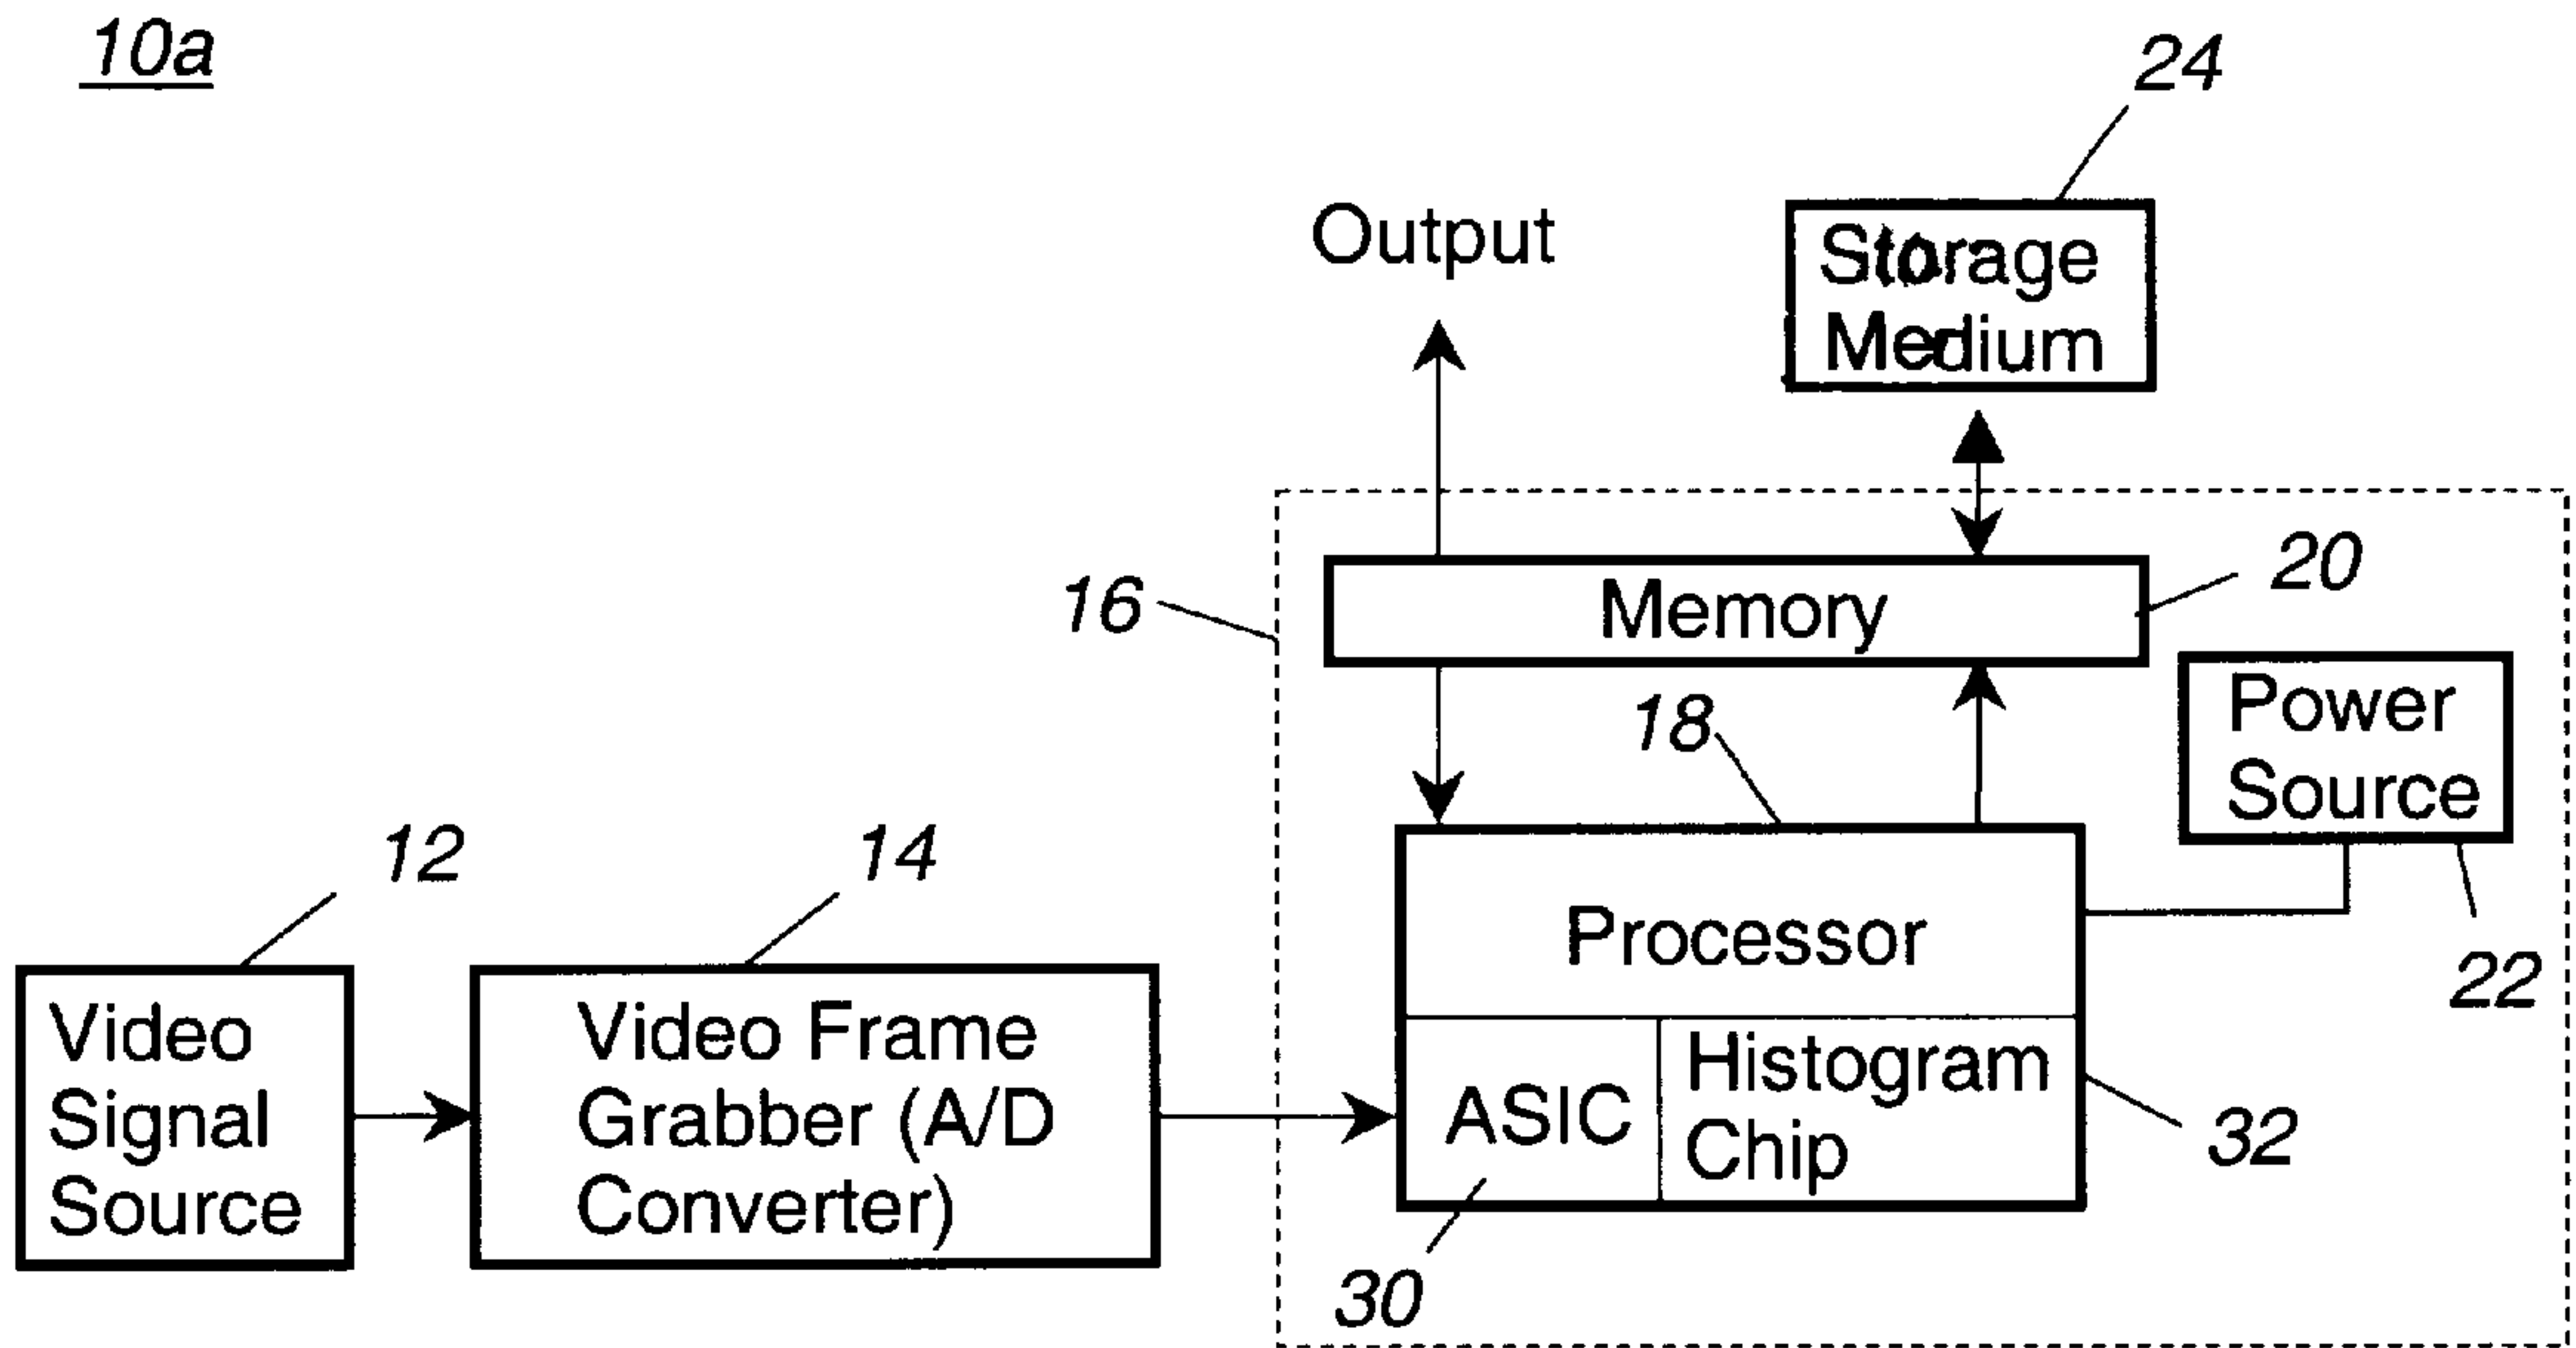 10a
24
Output
Storage
Medium
16
20
Memory
18
Power
Source
22
12
14
Video
Signal
Source
Video Frame
Grabber (A/D
Converter)
Processor
ASIC
Histogram
Chip
32
30